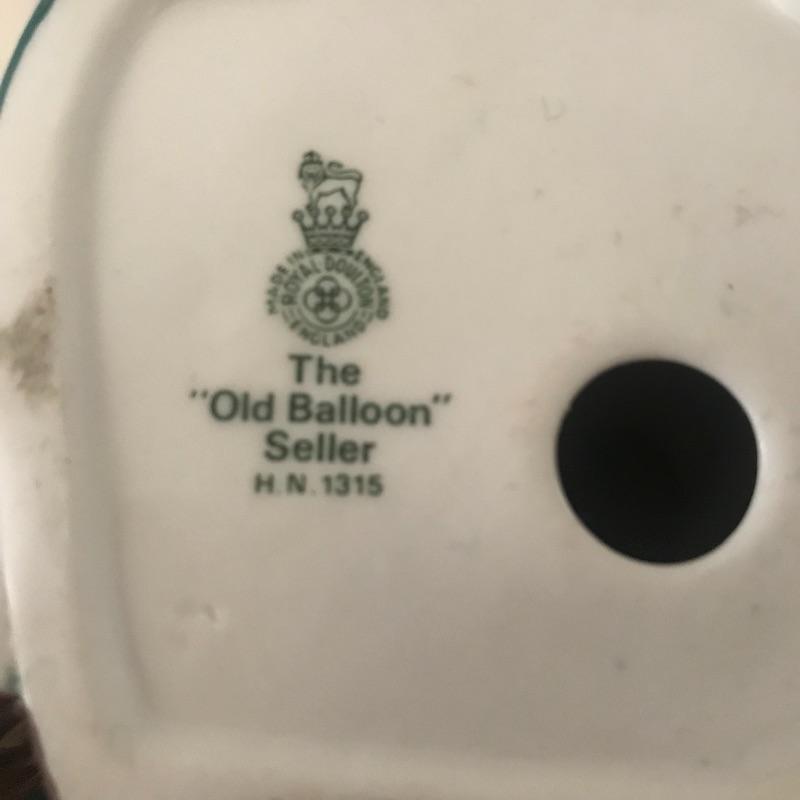 MADE IN ENGLAND
ROYAL DOULTON
ENGLAND
The
"Old Balloon"
Seller
H.N.1315